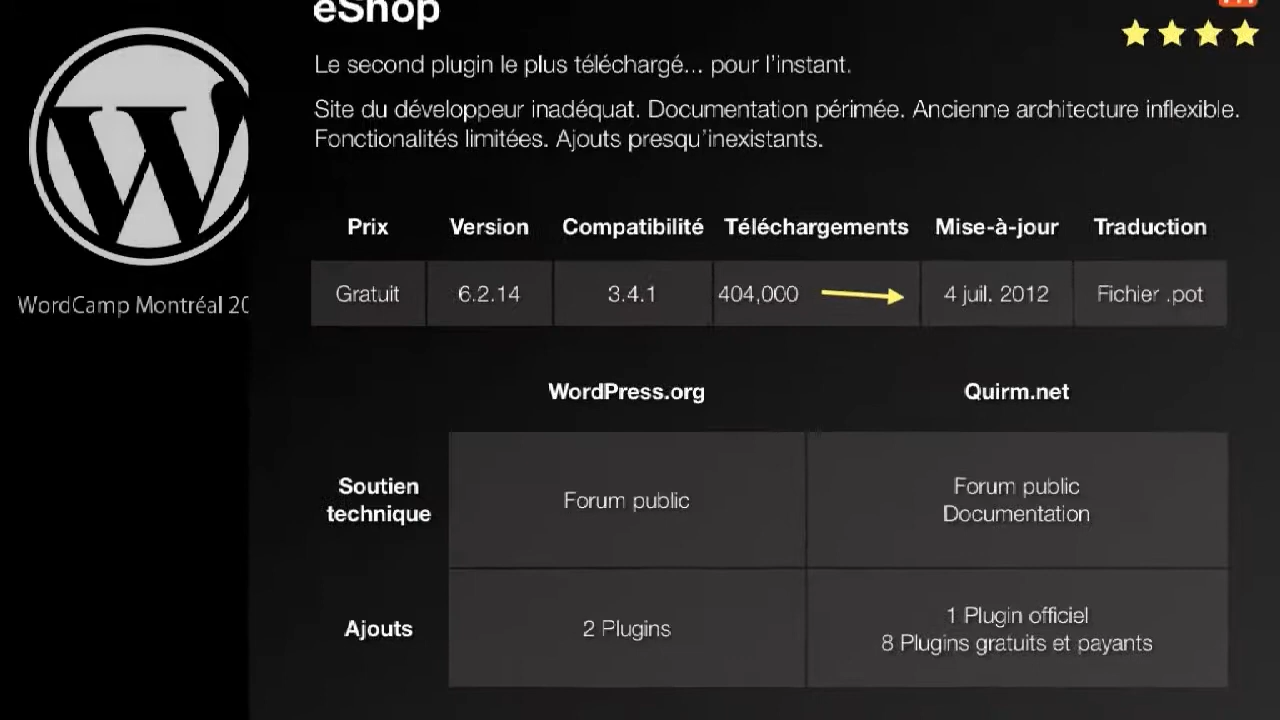 eShop
Le second plugin le plus téléchargé... pour l'instant.
Site du développeur inadéquat. Documentation périmée. Ancienne architecture inflexible.
Fonctionalités limitées. Ajouts presqu'inexistants.
WordCamp Montréal 20
Prix Version Compatibilité Téléchargements Mise-à-jour Traduction
Gratuit 6.2.14 3.4.1 404,000 4 juil. 2012 Fichier .pot
WordPress.org Quirm.net
Soutien
technique
Forum public
Forum public
Documentation
Ajouts
2 Plugins
1 Plugin officiel
8 Plugins gratuits et payants